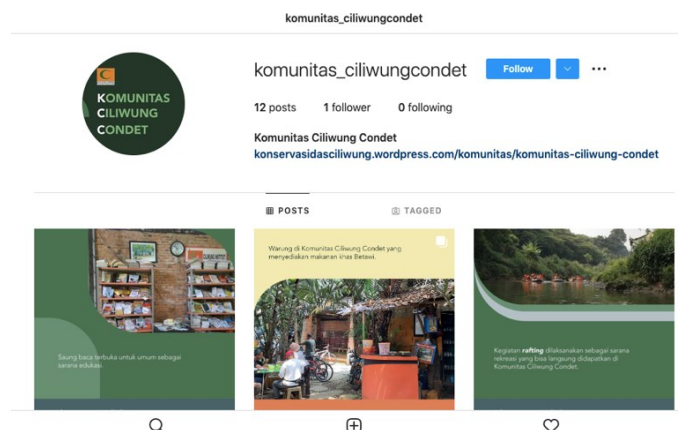 komunitas_ciliwungcondet
komunitas_ciliwungcondet Follow
12 posts 1 follower 0 following
Komunitas Ciliwung Condet
konservasidasciliwung.wordpress.com/komunitas/komunitas-ciliwung-condet
C
KOMUNITAS
CILIWUNG
CONDET
POSTS TAGGED
Saung baca terbuka untuk umum sebagai
sarana edukasi.
Warung di Komunitas Ciliwung Condet yang
menyediakan makanan khas Betawi.
Kegiatan rafting dilaksanakan sebagai sarana
rekreasi yang bisa langsung didapatkan di
Komunitas Ciliwung Condet.